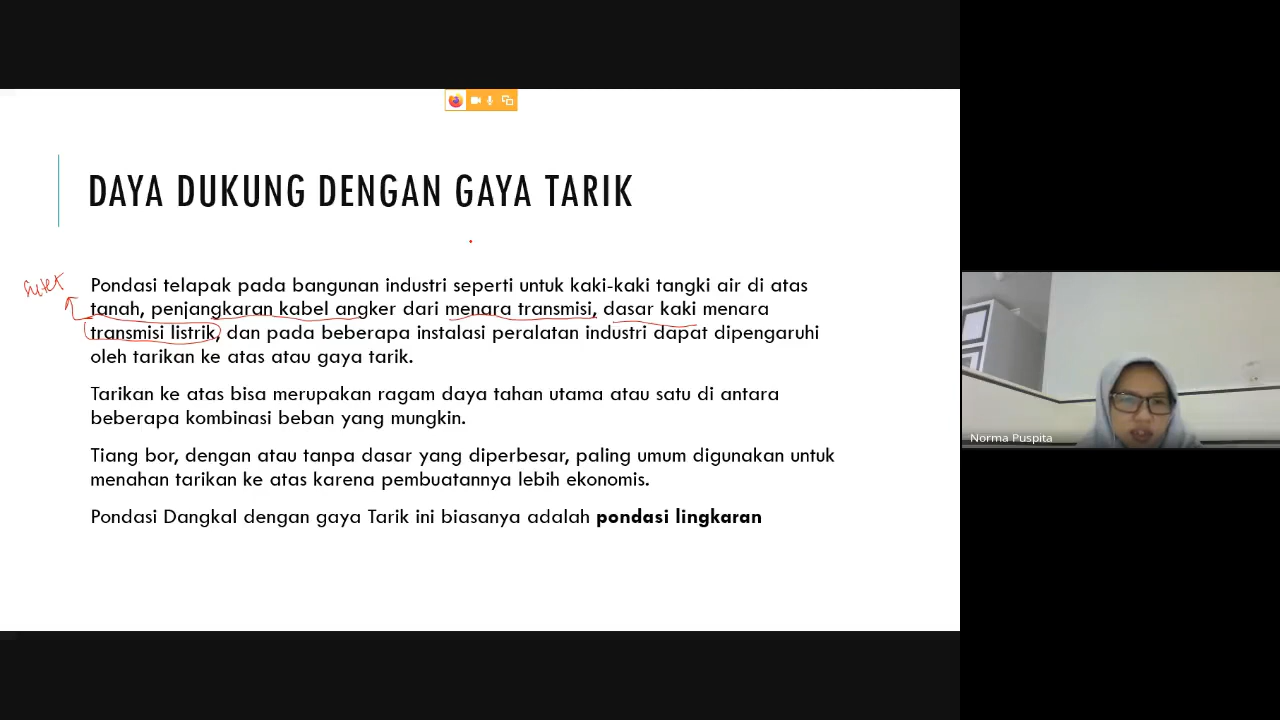 DAYA DUKUNG DENGAN GAYA TARIK
Pondasi telapak pada bangunan industri seperti untuk kaki-kaki tangki air di atas
tanah, penjangkaran kabel angker dari menara transmisi, dasar kaki menara
transmisi listrik, dan pada beberapa instalasi peralatan industri dapat dipengaruhi
oleh tarikan ke atas atau gaya tarik.
Tarikan ke atas bisa merupakan ragam daya tahan utama atau satu di antara
beberapa kombinasi beban yang mungkin.
Tiang bor, dengan atau tanpa dasar yang diperbesar, paling umum digunakan untuk
menahan tarikan ke atas karena pembuatannya lebih ekonomis.
Pondasi Dangkal dengan gaya Tarik ini biasanya adalah pondasi lingkaran
Norma Puspita